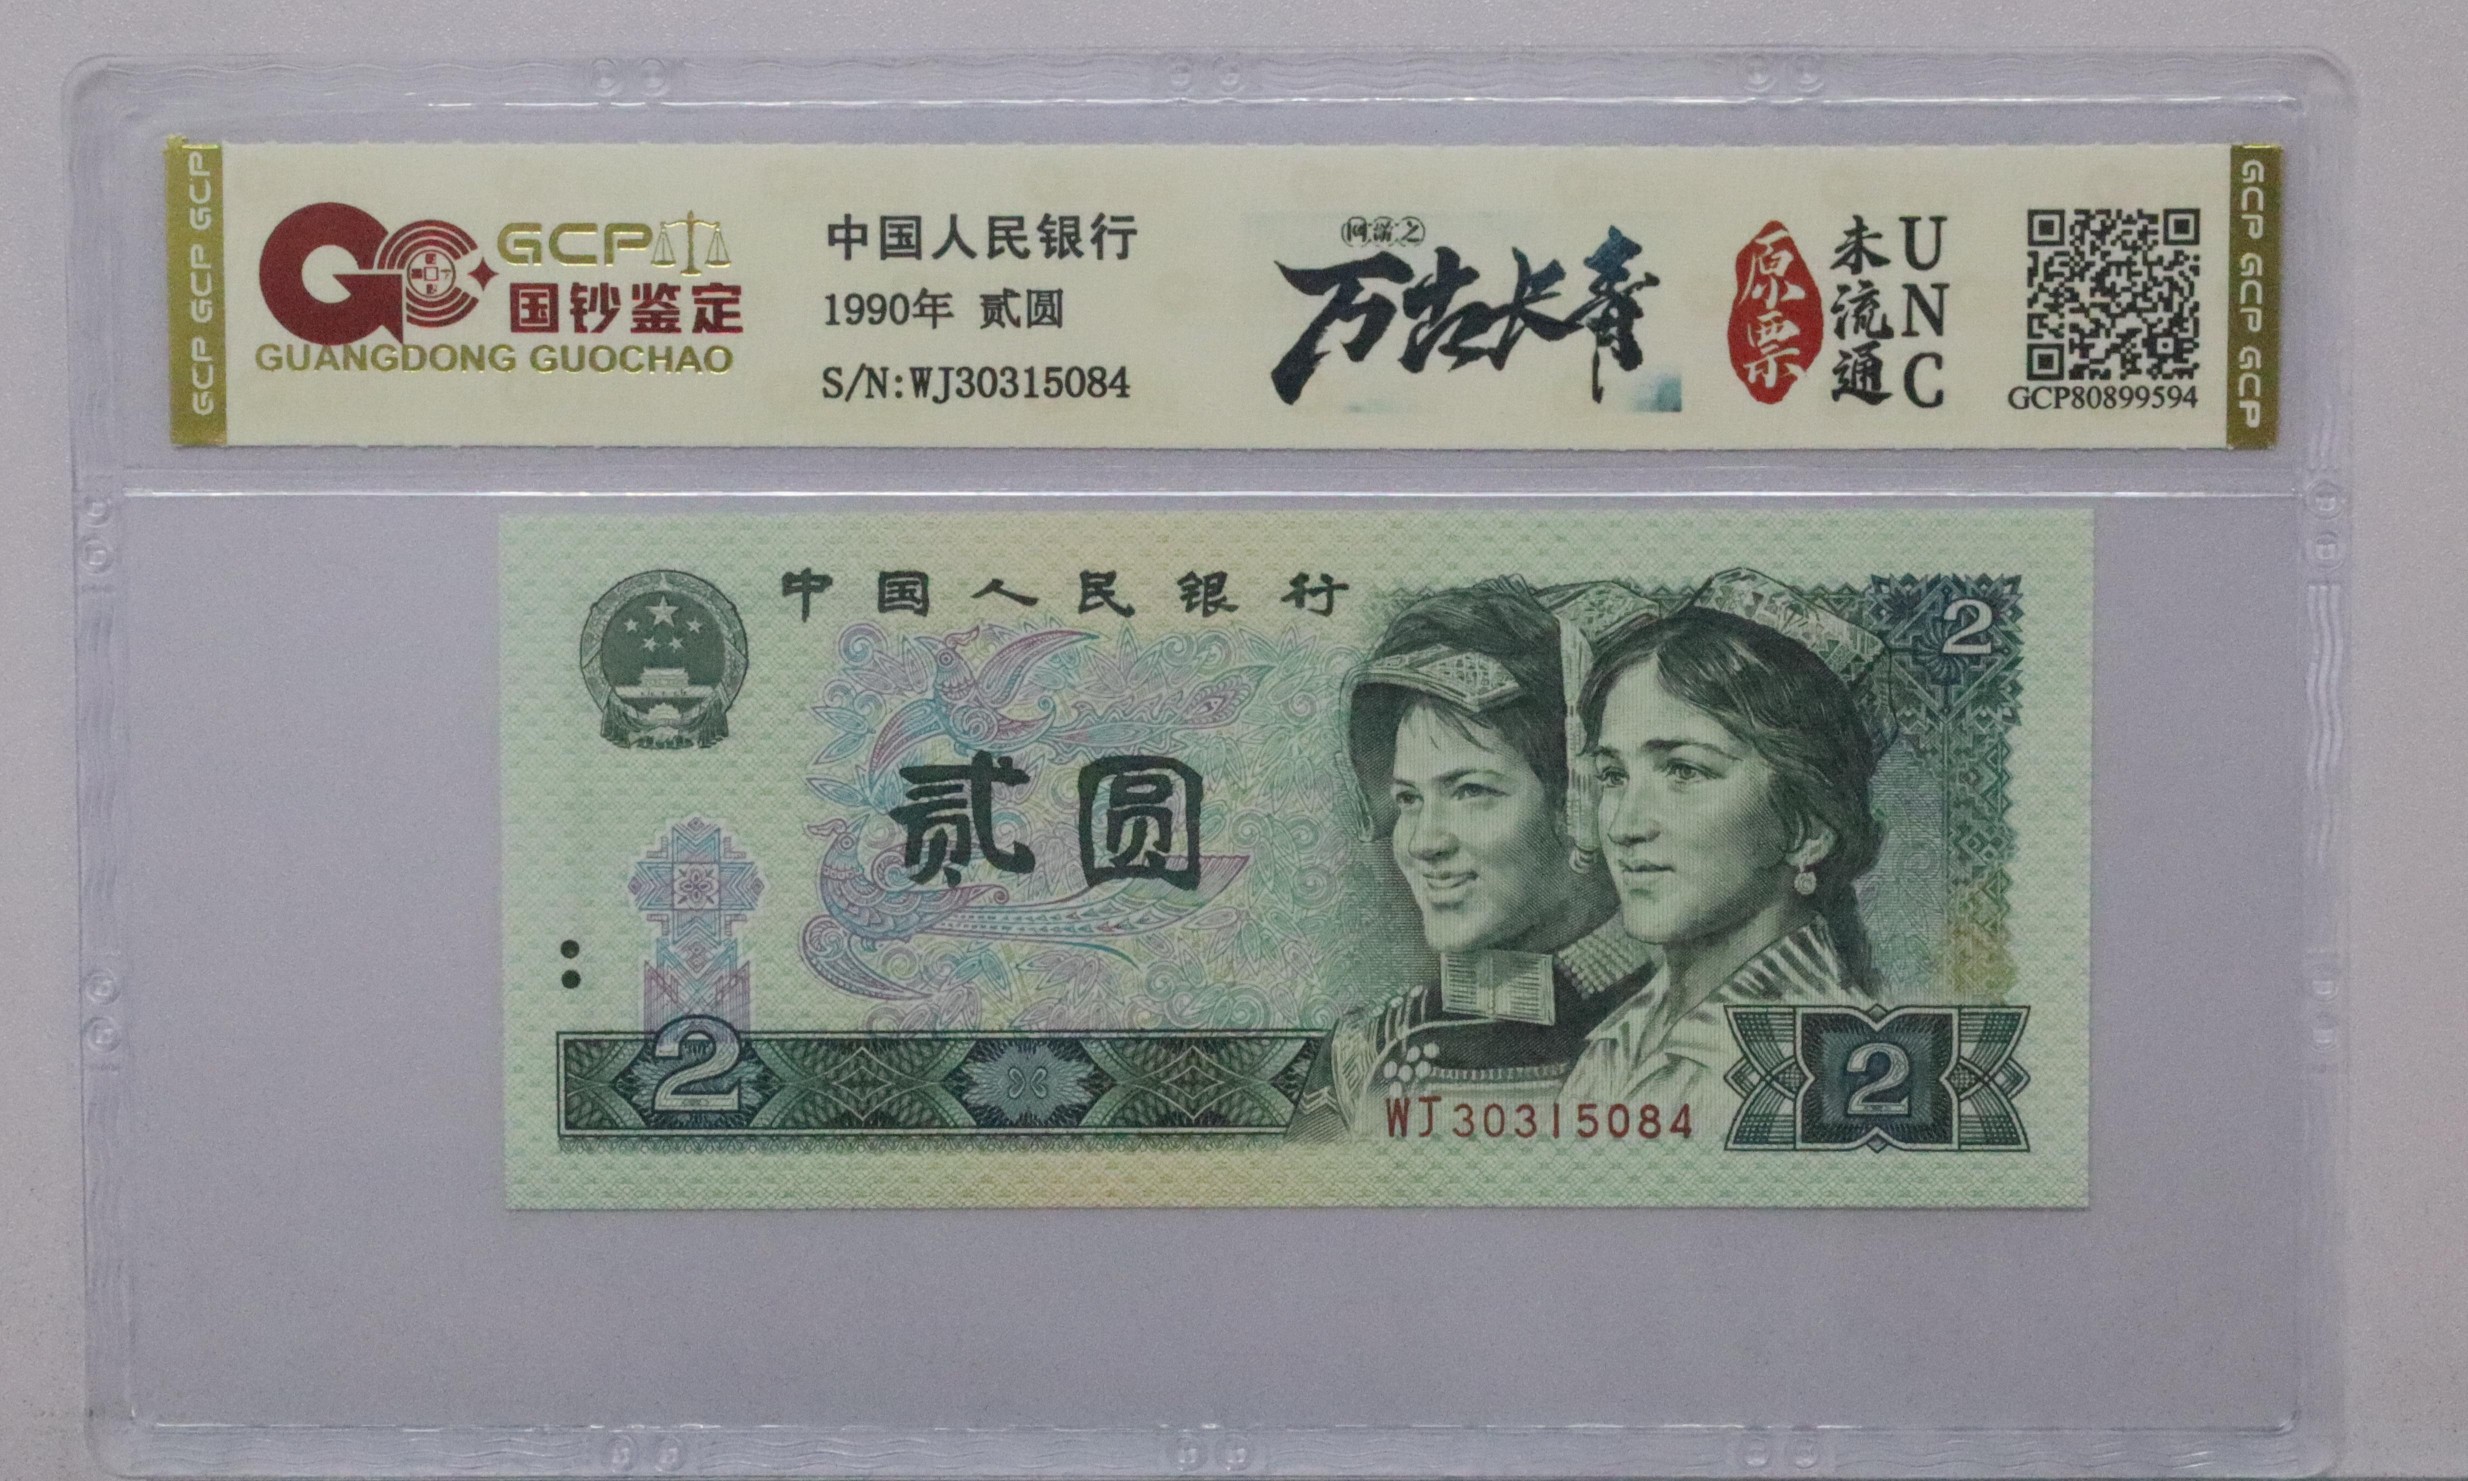 GCP GCP GCP
GCP
国钞鉴定
GUANGDONG GUOCHAO
中国人民银行
1990年 贰圆
S/N:WJ30315084
万古长青
原票
未流通
UNC
GCP80899594
GCP GCP GCP
中国人民银行
2
贰圆
2
WJ30315084
2